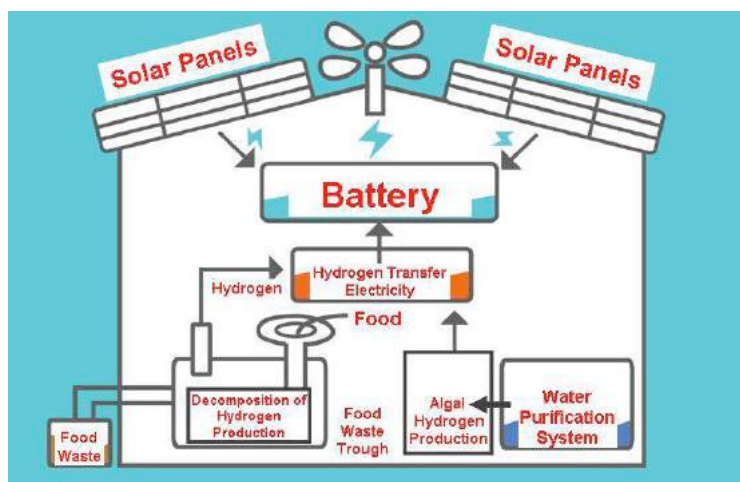 Solar Panels
Solar Panels
Battery
Hydrogen Transfer
Electricity
Hydrogen
Food
Decomposition of
Hydrogen
Production
Food
Waste
Trough
Algal
Hydrogen
Production
Water
Purification
System
Food
Waste